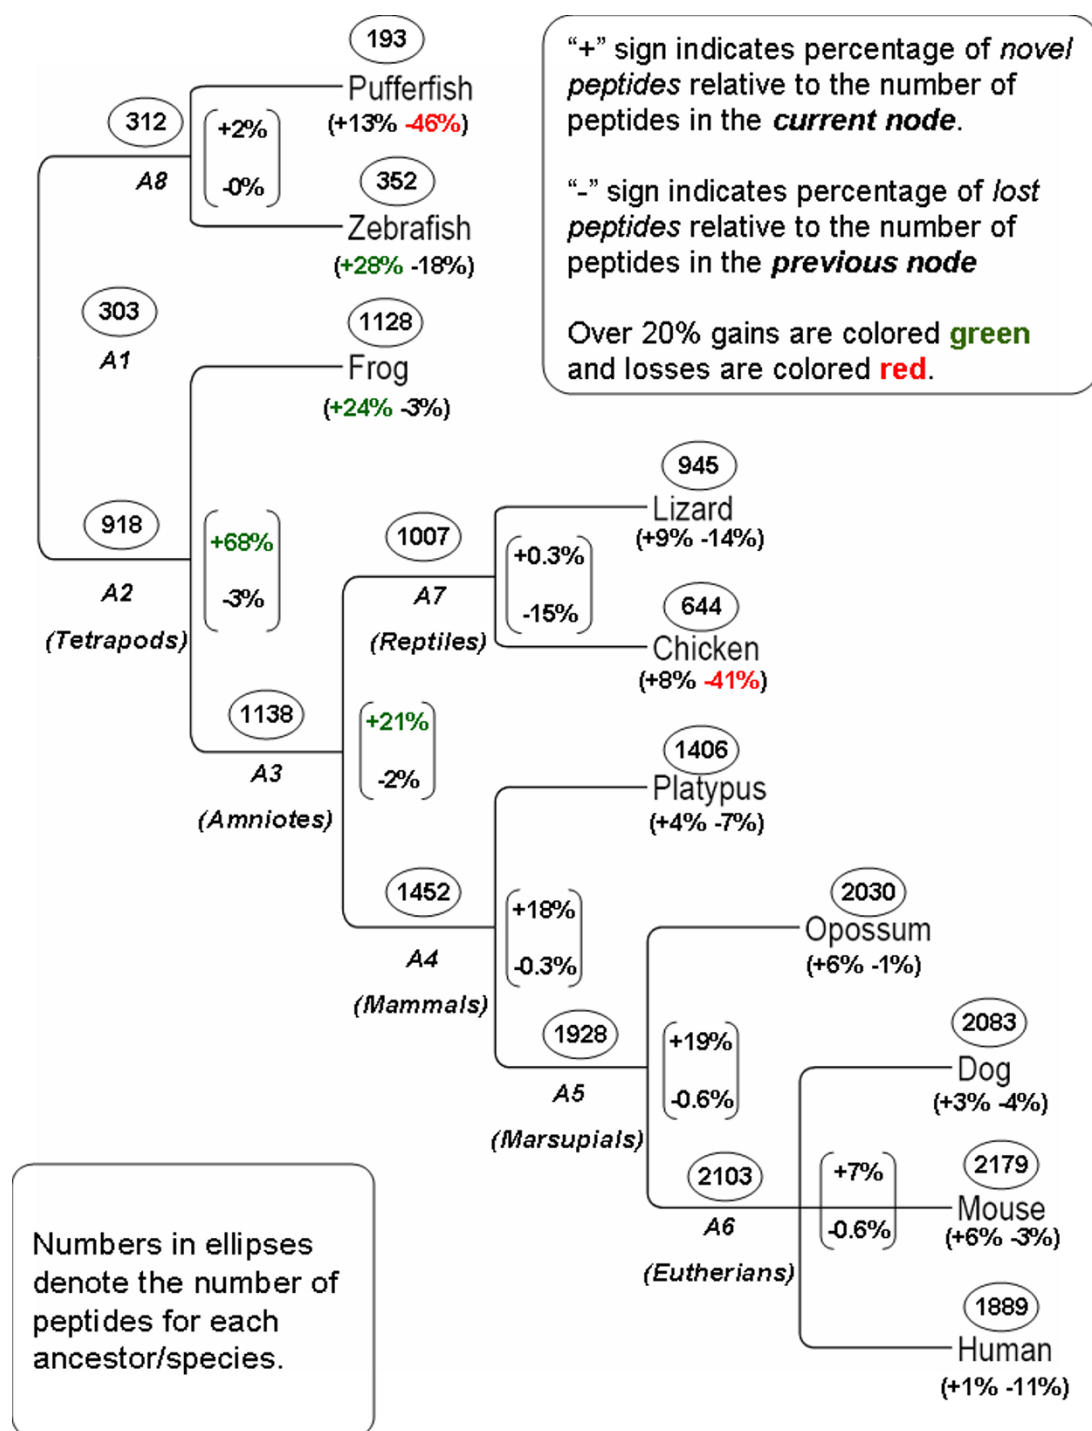 193
Pufferfish
(+13% -46%)
312
A8
+2%
-0%
352
Zebrafish
(+28% -18%)
303
A1
1128
Frog
(+24% -3%)
“+” sign indicates percentage of novel
peptides relative to the number of
peptides in the current node.
“-” sign indicates percentage of lost
peptides relative to the number of
peptides in the previous node
Over 20% gains are colored green
and losses are colored red.
918
A2
(Tetrapods)
+68%
-3%
945
Lizard
(+9% -14%)
1007
A7
(Reptiles)
+0.3%
-15%
644
Chicken
(+8% -41%)
1138
A3
(Amniotes)
+21%
-2%
1406
Platypus
(+4% -7%)
1452
A4
(Mammals)
+18%
-0.3%
2030
Opossum
(+6% -1%)
1928
A5
(Marsupials)
+19%
-0.6%
2083
Dog
(+3% -4%)
2103
A6
(Eutherians)
+7%
-0.6%
2179
Mouse
(+6% -3%)
1889
Human
(+1% -11%)
Numbers in ellipses
denote the number of
peptides for each
ancestor/species.